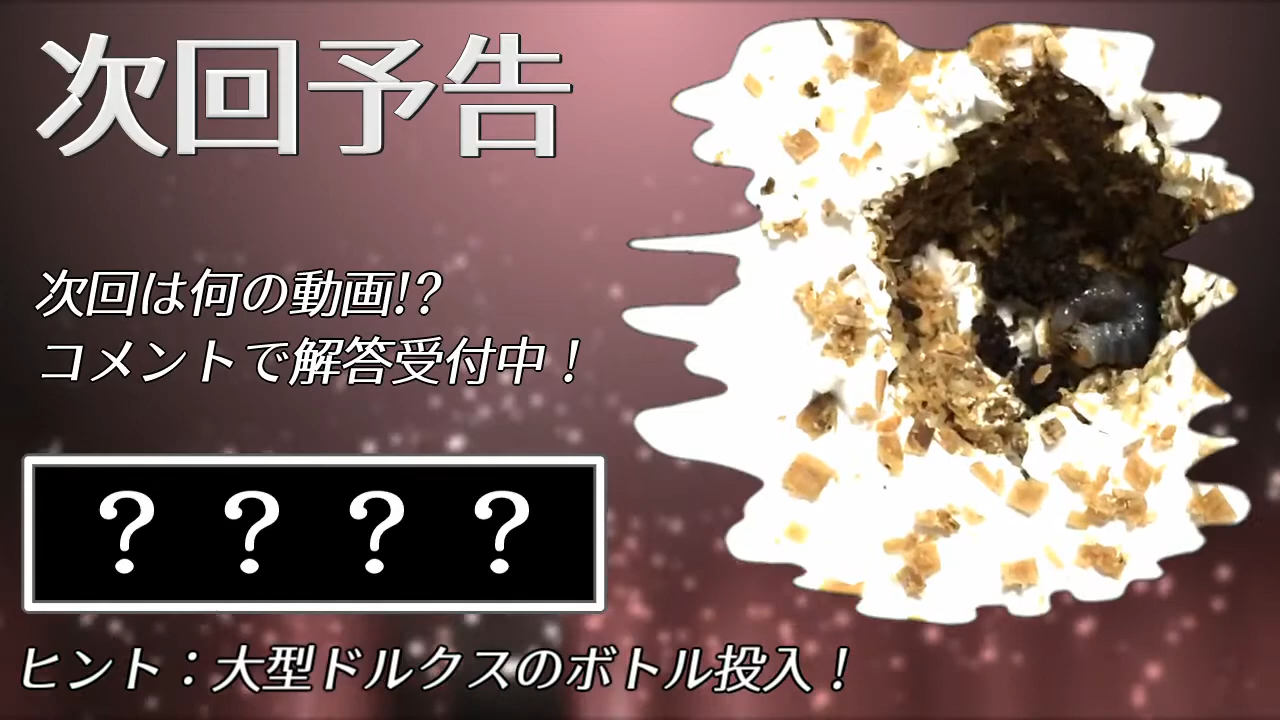 次回予告
次回は何の動画!?
コメントで解答受付中！
？？？？
ヒント：大型ドルクスのボトル投入！